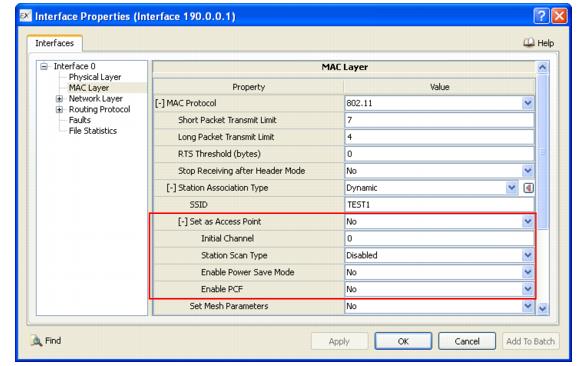 Interface Properties (Interface 190.0.0.1)
Interfaces
Help
Interface 0
Physical Layer
MAC Layer
Network Layer
Routing Protocol
Faults
File Statistics
MAC Layer
Property Value
[-] MAC Protocol 802.11
Short Packet Transmit Limit 7
Long Packet Transmit Limit 4
RTS Threshold (bytes) 0
Stop Receiving after Header Mode No
[-] Station Association Type Dynamic
SSID TEST1
[-] Set as Access Point No
Initial Channel 0
Station Scan Type Disabled
Enable Power Save Mode No
Enable PCF No
Set Mesh Parameters No
Find
Apply OK Cancel Add To Batch